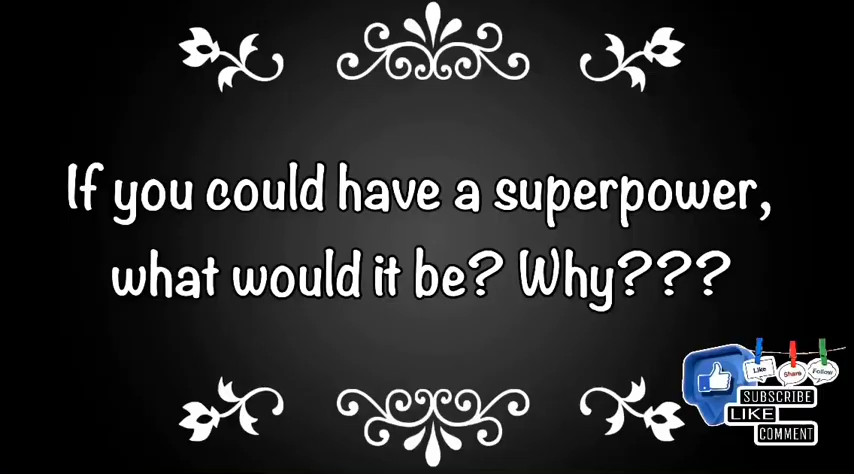 If you could have a superpower,
what would it be? Why???
Like
Share
Follow
SUBSCRIBE
LIKE
COMMENT